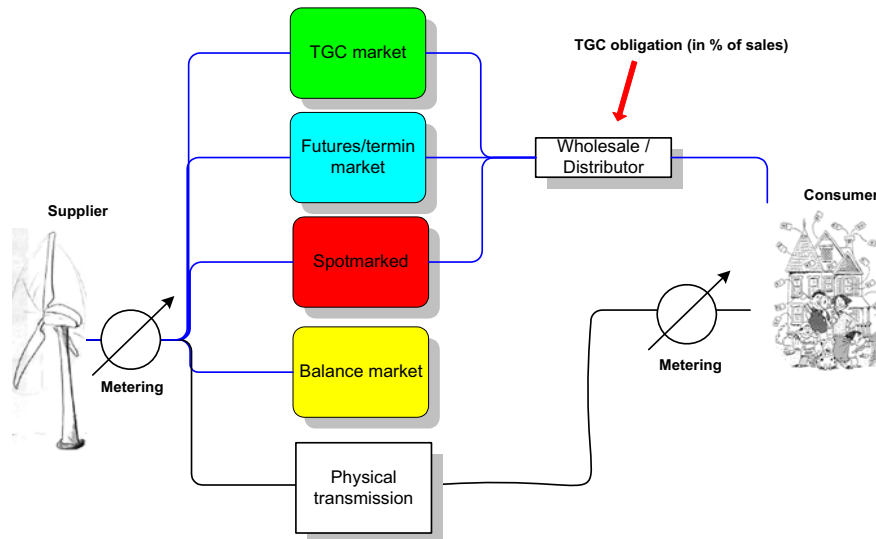 TGC market
TGC obligation (in % of sales)
Futures/termin
market
Wholesale /
Distributor
Supplier
Consumer
Spotmarked
Metering
Balance market
Metering
Physical
transmission